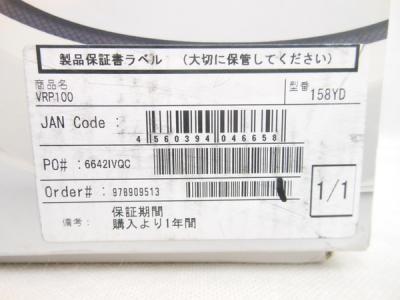 製品保証書ラベル （大切に保管してください）
商品名
VRP100
型番
158YD
JAN Code :
4 560394 046658
PO# : 6642IVQC
Order# : 978909513
1/1
備考：
保証期間
購入より1年間